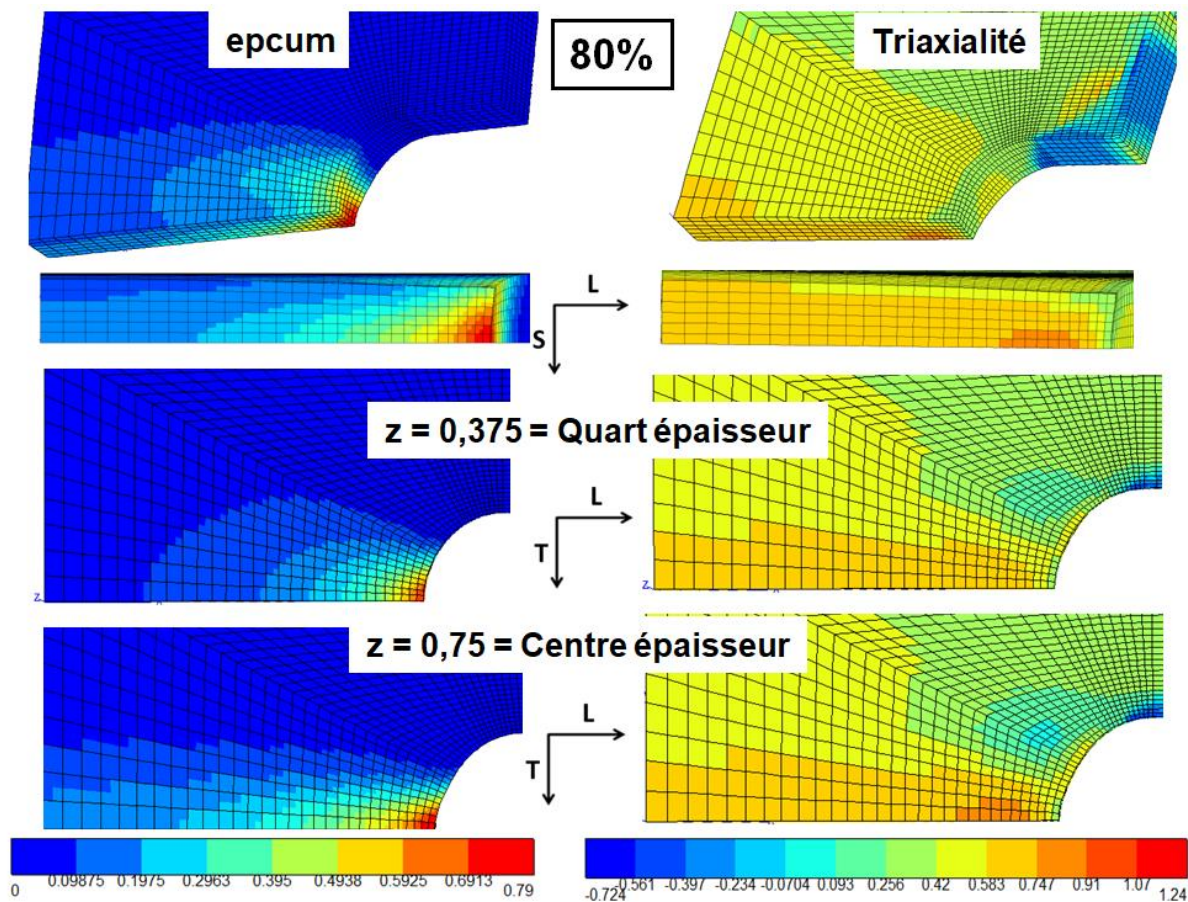 epcum
80%
Triaxialité
L
S
z = 0,375 = Quart épaisseur
L
T
z
z = 0,75 = Centre épaisseur
L
T
0 0.09875 0.1975 0.2963 0.395 0.4938 0.5925 0.6913 0.79
-0.724 -0.561 -0.397 -0.234 -0.0704 0.093 0.256 0.42 0.583 0.747 0.91 1.07 1.24